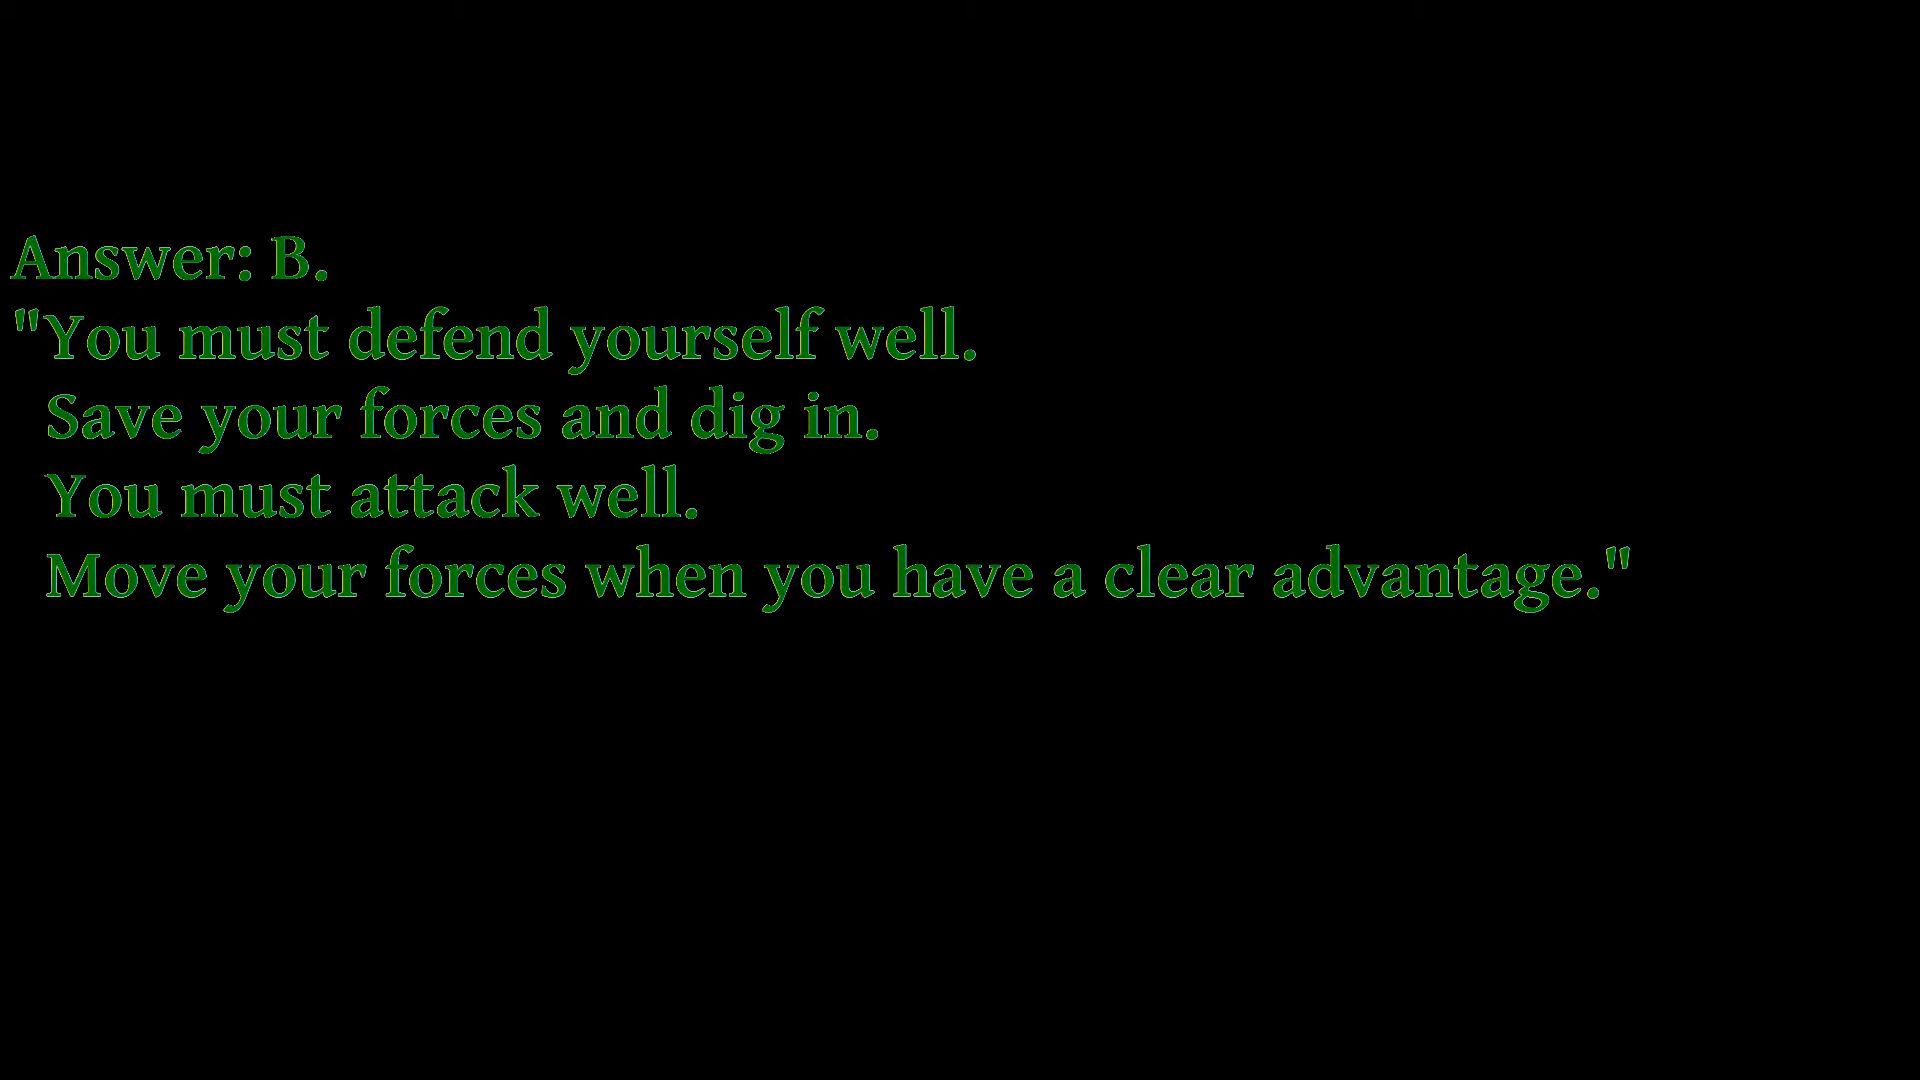 Answer: B.
"You must defend yourself well.
Save your forces and dig in.
You must attack well.
Move your forces when you have a clear advantage."